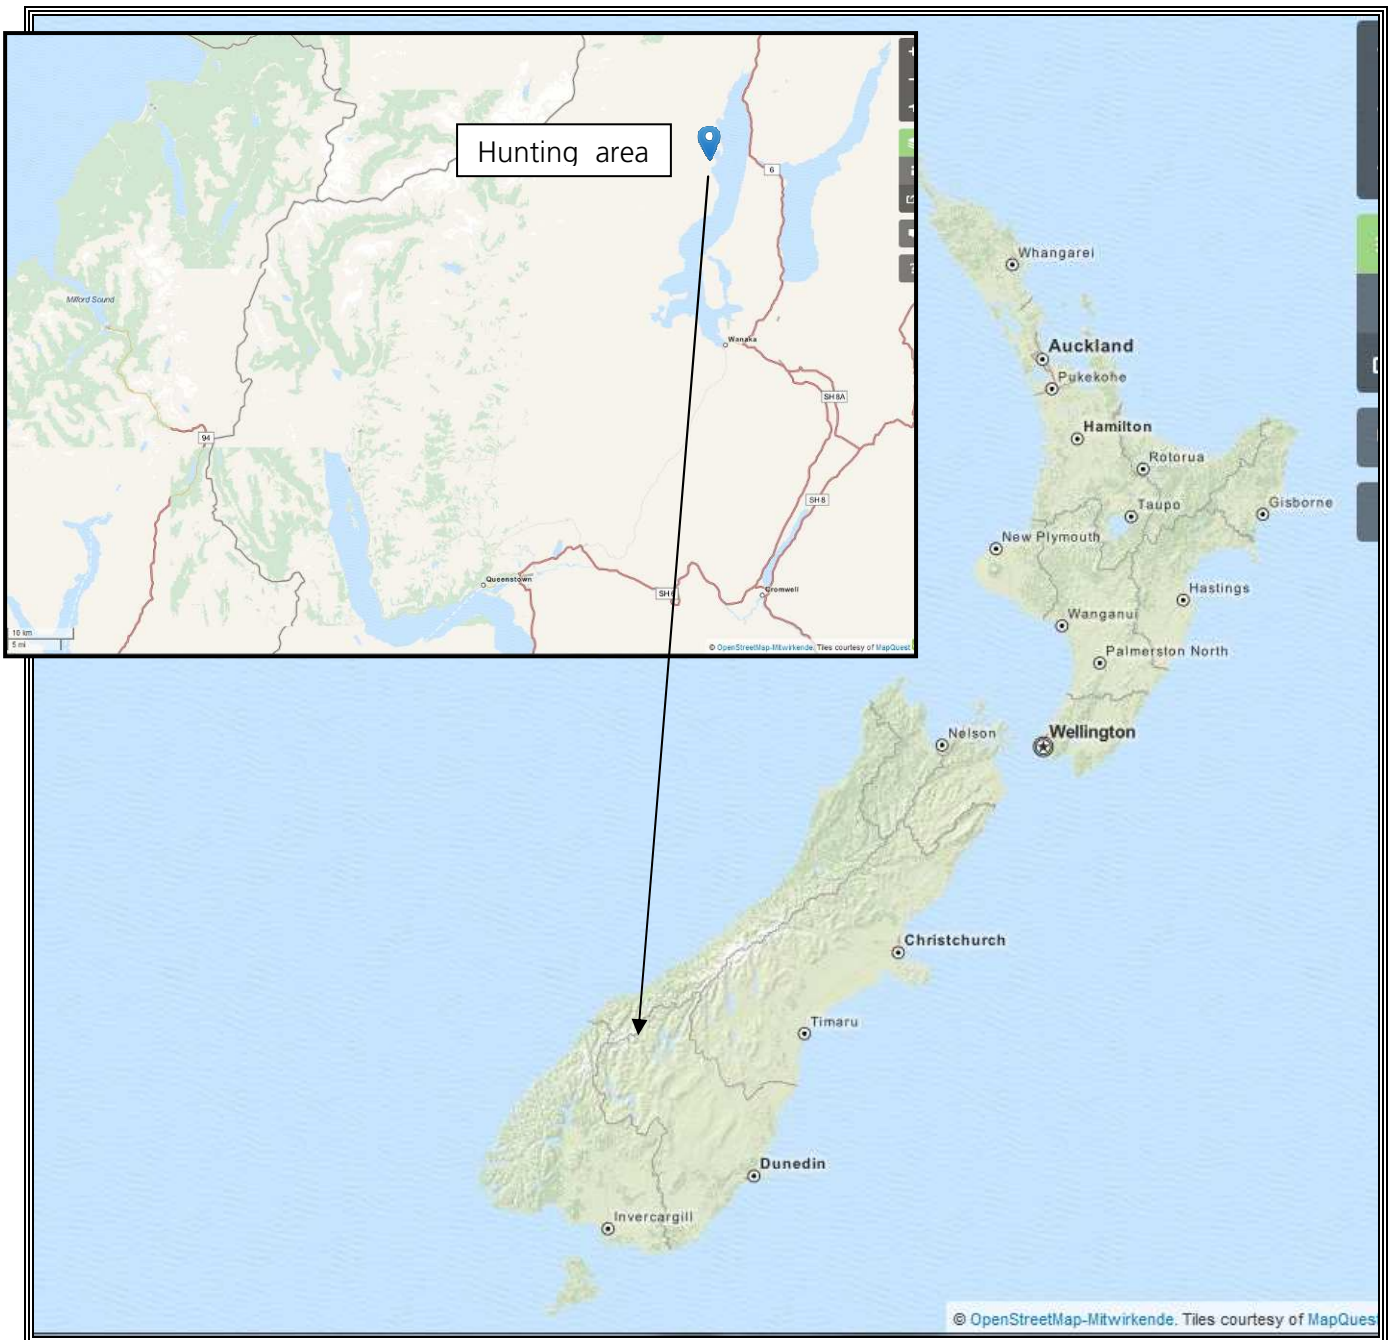 Hunting area
6
Milford Sound
Wanaka
SH 8A
94
SH 8
Queenstown
SH 6
Cromwell
10 km
5 mi
© OpenStreetMap-Mitwirkende. Tiles courtesy of MapQuest
Whangarei
Auckland
Pukekohe
Hamilton
Rotorua
Taupo
Gisborne
New Plymouth
Hastings
Wanganui
Palmerston North
Nelson
Wellington
Christchurch
Timaru
Dunedin
Invercargill
© OpenStreetMap-Mitwirkende. Tiles courtesy of MapQues